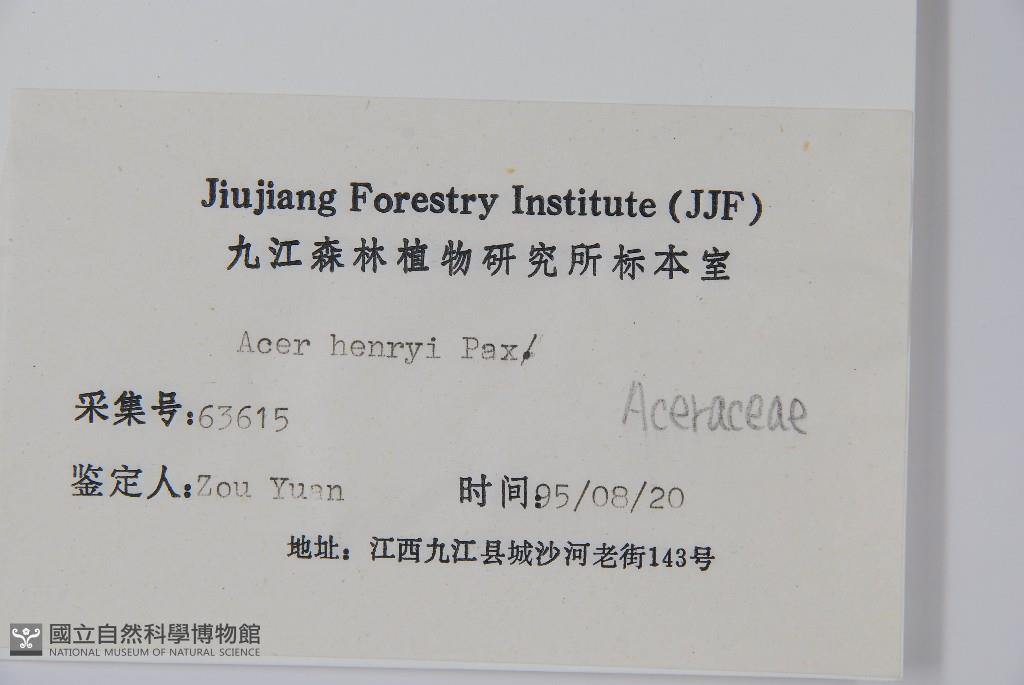 Jiujiang Forestry Institute (JJF)
九江森林植物研究所标本室
Acer henryi Pax.
采集号:63615
Aceraceae
鉴定人:Zou Yuan
时间:95/08/20
地址：江西九江县城沙河老街143号
國立自然科學博物館
NATIONAL MUSEUM OF NATURAL SCIENCE